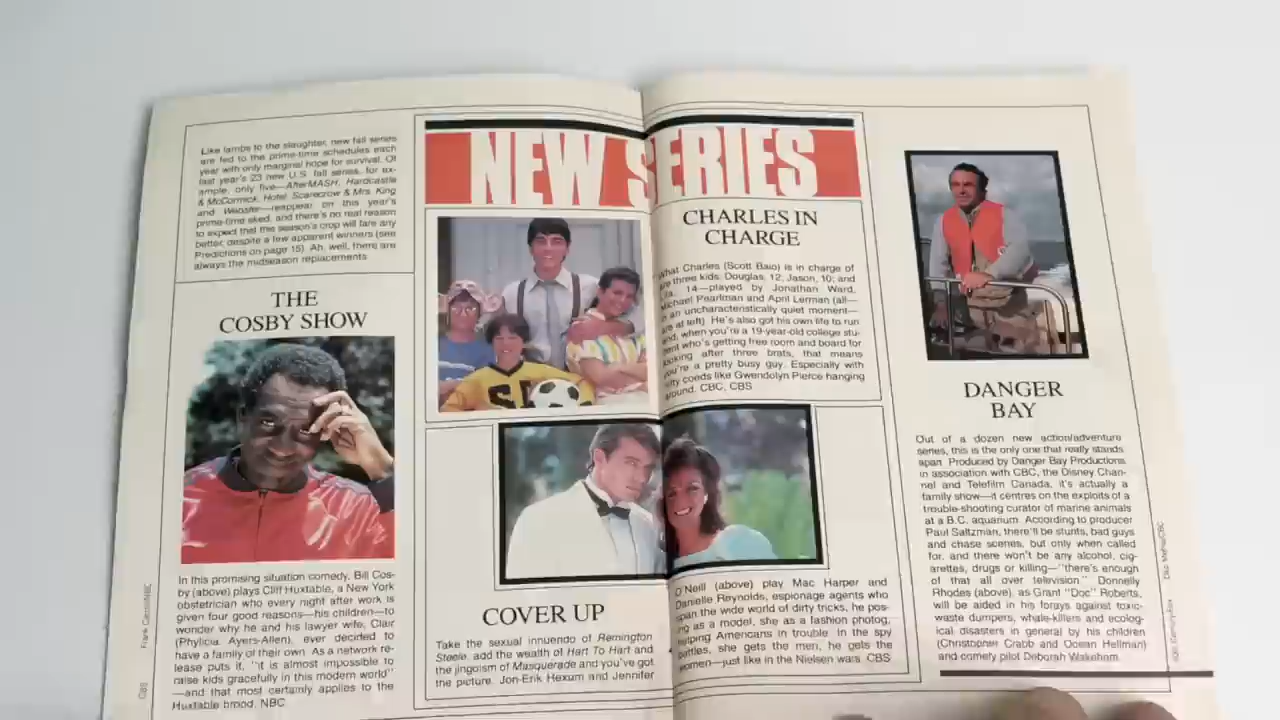 Like lambs to the slaughter, new fall series
are fed to the prime-time schedules each
year with only marginal hope for survival. Of
last year's 23 new U.S. fall series, for ex-
ample, only five—AfterMASH, Hardcastle
& McCormick, Hotel, Scarecrow & Mrs. King
and Webster—reappear on this year's
prime-time sked, and there's no real reason
to expect that this season's crop will fare any
better, despite a few apparent winners (see
Predictions on page 15). Ah, well, there are
always the midseason replacements.
THE
COSBY SHOW
In this promising situation comedy, Bill Cos-
by (above) plays Cliff Huxtable, a New York
obstetrician who every night after work is
given four good reasons—his children—to
wonder why he and his lawyer wife, Clair
(Phylicia Ayers-Allen), ever decided to
have a family of their own. As a network re-
lease puts it, "it is almost impossible to
raise kids gracefully in this modern world"
—and that most certainly applies to the
Huxtable brood. NBC
CBS
NEW SERIES
CHARLES IN
CHARGE
What Charles (Scott Baio) is in charge of
are three kids: Douglas, 12; Jason, 10; and
Lila, 14—played by Jonathan Ward,
Michael Pearlman and April Lerman (all—
in an uncharacteristically quiet moment—
are at left). He's also got his own life to run
and, when you're a 19-year-old college stu-
dent who's getting free room and board for
looking after three brats, that means
you're a pretty busy guy. Especially with
coeds like Gwendolyn Pierce hanging
around. CBC, CBS
COVER UP
Take the sexual innuendo of Remington
Steele, add the wealth of Hart To Hart and
the jingoism of Masquerade and you've got
the picture. Jon-Erik Hexum and Jennifer
O'Neill (above) play Mac Harper and
Danielle Reynolds, espionage agents who
span the wide world of dirty tricks, he pos-
ing as a model, she as a fashion photog,
helping Americans in trouble. In the spy
battles, she gets the men, he gets the
women—just like in the Nielsen wars. CBS
DANGER
BAY
Out of a dozen new action/adventure
series, this is the only one that really stands
apart. Produced by Danger Bay Productions
in association with CBC, the Disney Chan-
nel and Telefilm Canada, it's actually a
family show—it centres on the exploits of a
trouble-shooting curator of marine animals
at a B.C. aquarium. According to producer
Paul Saltzman, there'll be stunts, bad guys
and chase scenes, but only when called
for, and there won't be any alcohol, cig-
arettes, drugs or killing—"there's enough
of that all over television." Donnelly
Rhodes (above), as Grant "Doc" Roberts,
will be aided in his forays against toxic-
waste dumpers, whale-killers and ecolog-
ical disasters in general by his children
(Christopher Crabb and Ocean Hellman)
and comely pilot Deborah Wakeham.